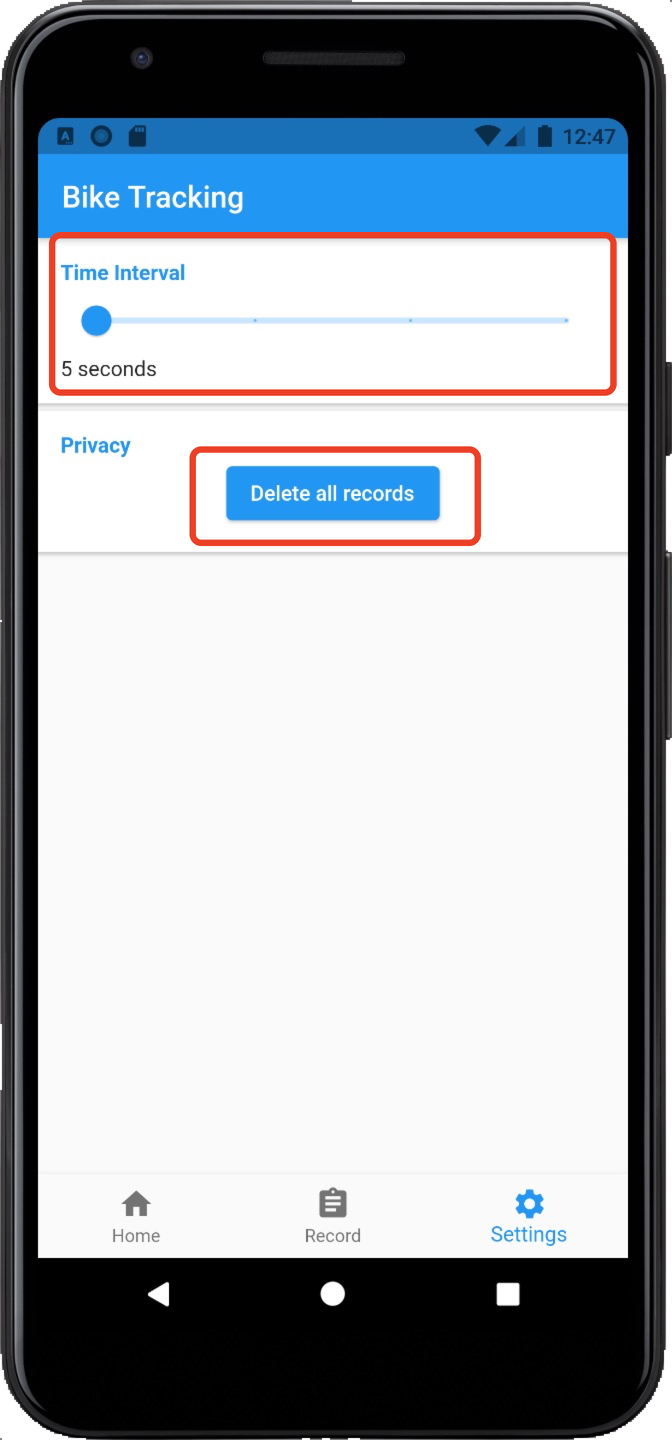 12:47
Bike Tracking
Time Interval
5 seconds
Privacy
Delete all records
Home
Record
Settings